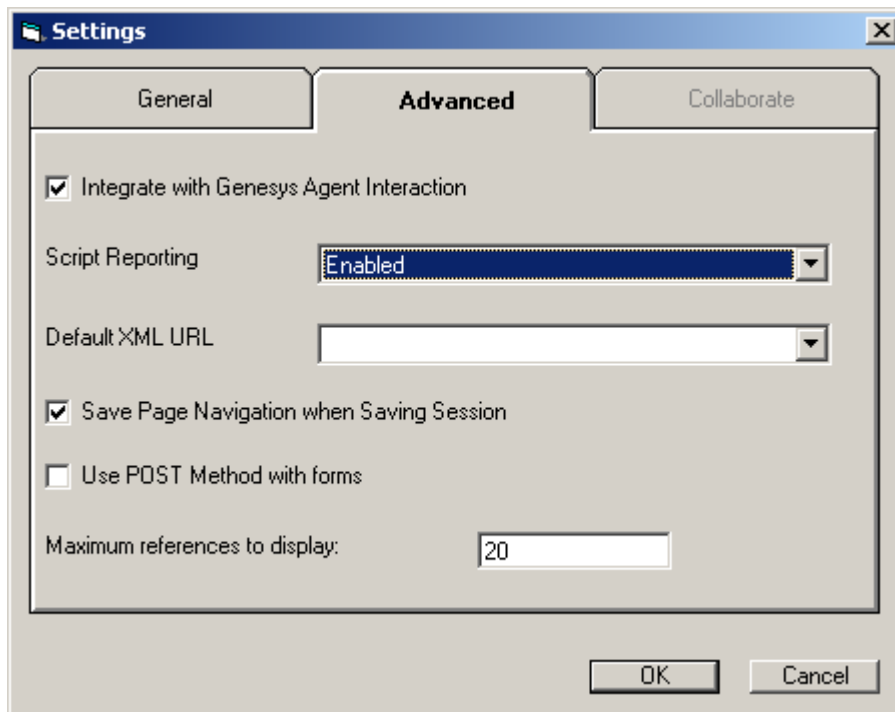 Settings
General Advanced Collaborate
Integrate with Genesys Agent Interaction
Script Reporting Enabled
Default XML URL
Save Page Navigation when Saving Session
Use POST Method with forms
Maximum references to display: 20
OK Cancel